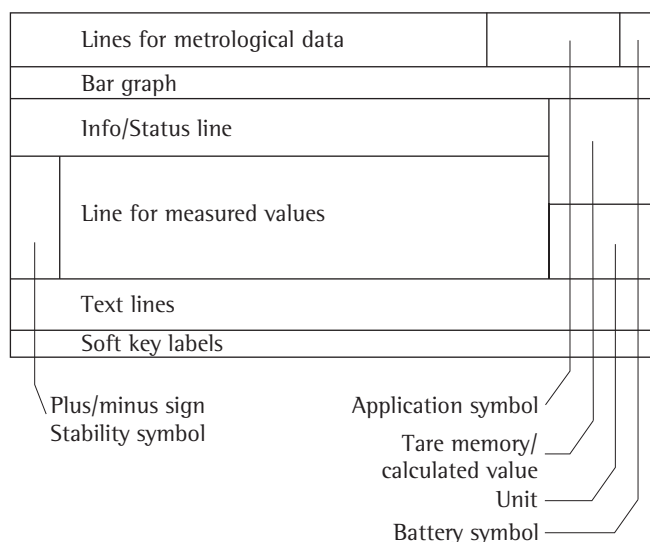 Lines for metrological data
Bar graph
Info/Status line
Line for measured values
Text lines
Soft key labels
Plus/minus sign
Stability symbol
Application symbol
Tare memory/
calculated value
Unit
Battery symbol